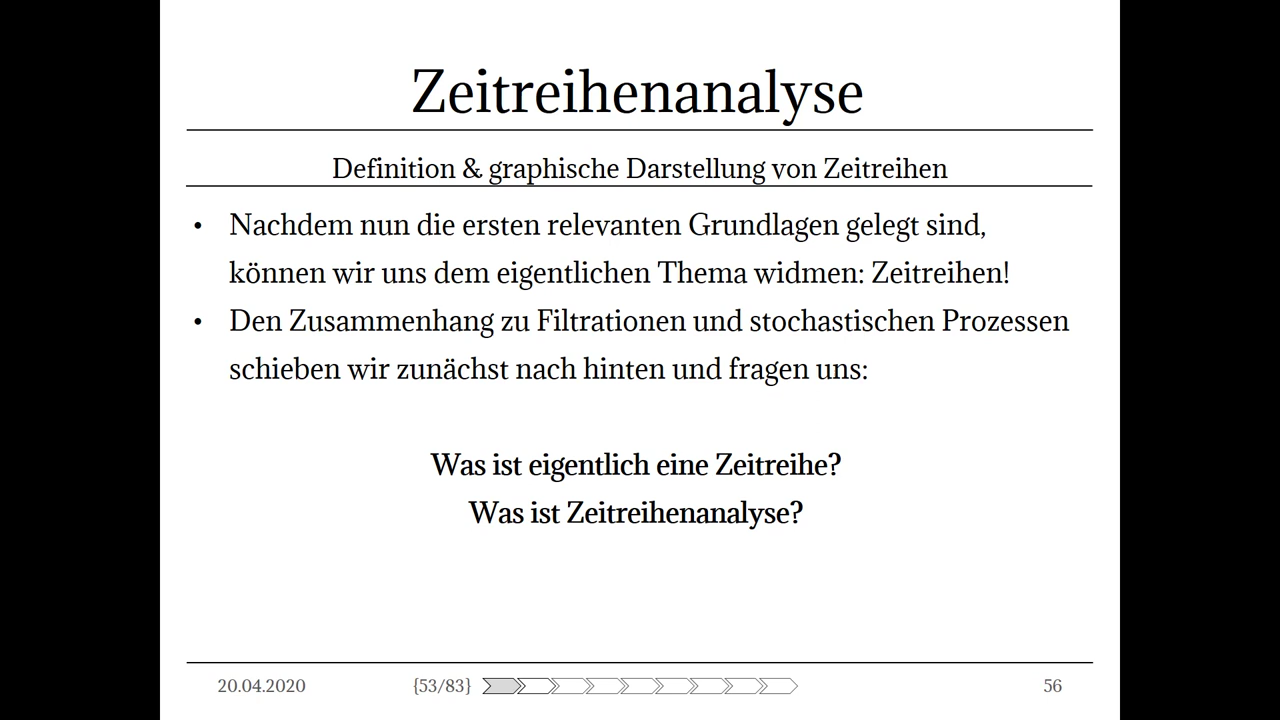 Zeitreihenanalyse
Definition & graphische Darstellung von Zeitreihen
• Nachdem nun die ersten relevanten Grundlagen gelegt sind,
können wir uns dem eigentlichen Thema widmen: Zeitreihen!
• Den Zusammenhang zu Filtrationen und stochastischen Prozessen
schieben wir zunächst nach hinten und fragen uns:
Was ist eigentlich eine Zeitreihe?
Was ist Zeitreihenanalyse?
20.04.2020 {53/83} 56